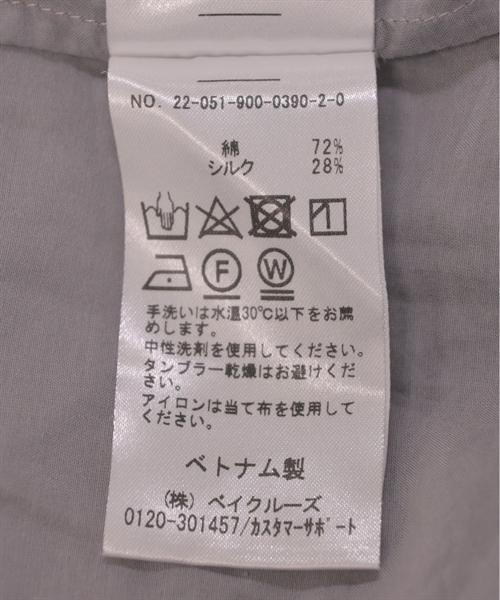 NO. 22-051-900-0390-2-0
綿 72%
シルク 28%
F W
手洗いは水温30℃以下をお薦
めします。
中性洗剤を使用してください。
タンブラー乾燥はお避けくだ
さい。
アイロンは当て布を使用して
ください。
ベトナム製
(株) ベイクルーズ
0120-301457/カスタマーサポート